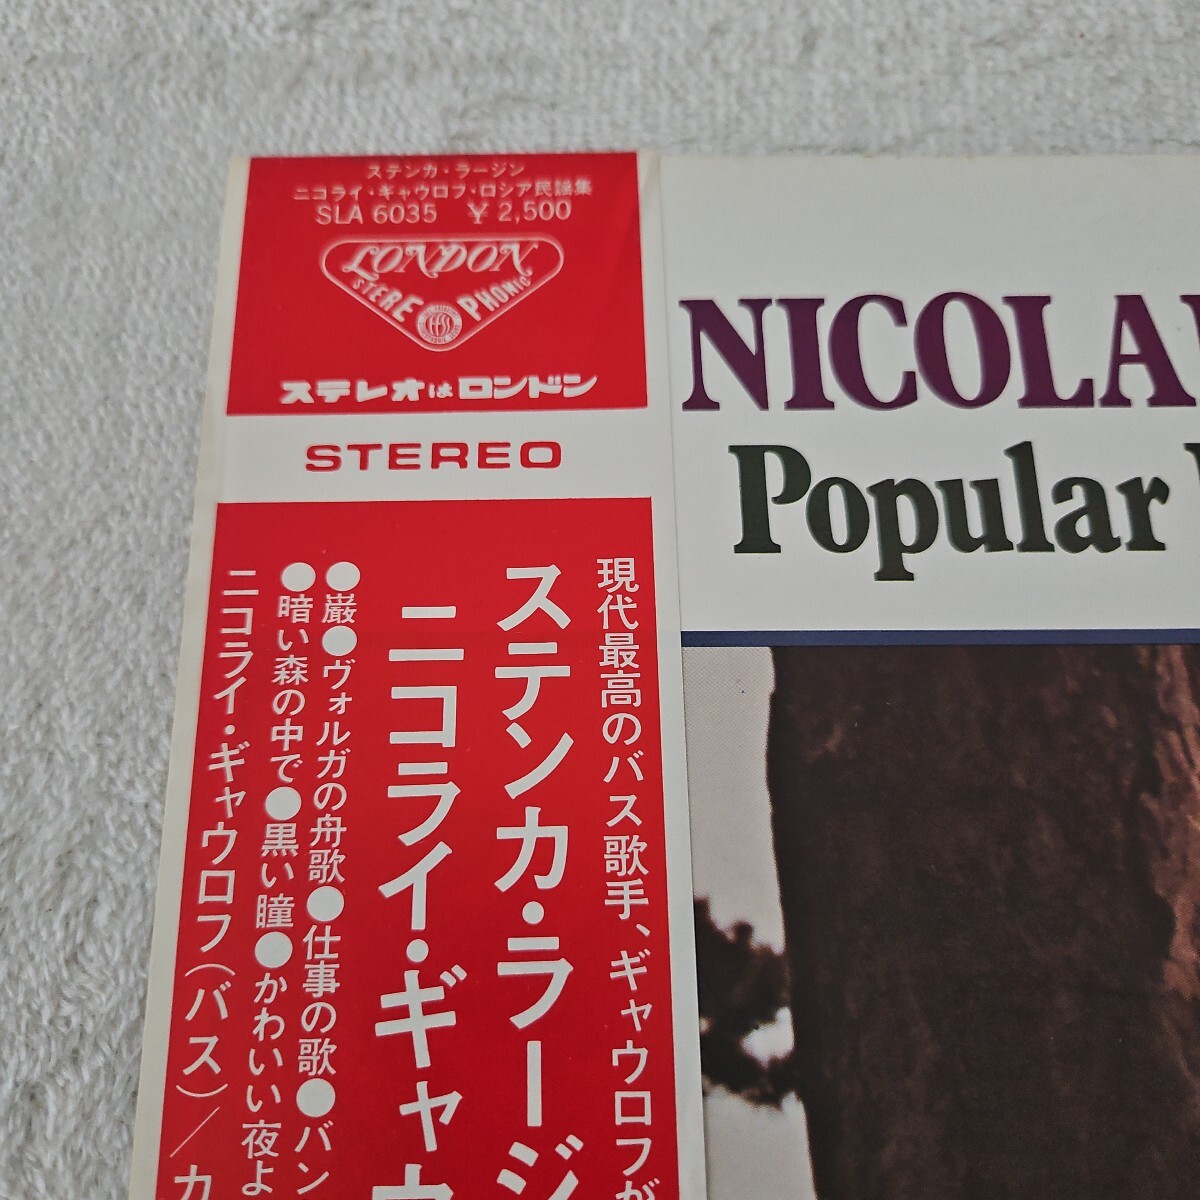 ステンカ・ラージン
ニコライ・ギャウロフ・ロシア民謡集
SLA 6035 ¥ 2,500
LONDON
STEREO PHONIC
ステレオはロンドン
STEREO
現代最高のバス歌手、ギャウロフが
ステンカ・ラージ
ニコライ・ギャウ
●巌●ヴォルガの舟歌●仕事の歌●バン
●暗い森の中で●黒い瞳●かわいい夜よ
ニコライ・ギャウロフ(バス)/カ
NICOLA
Popular